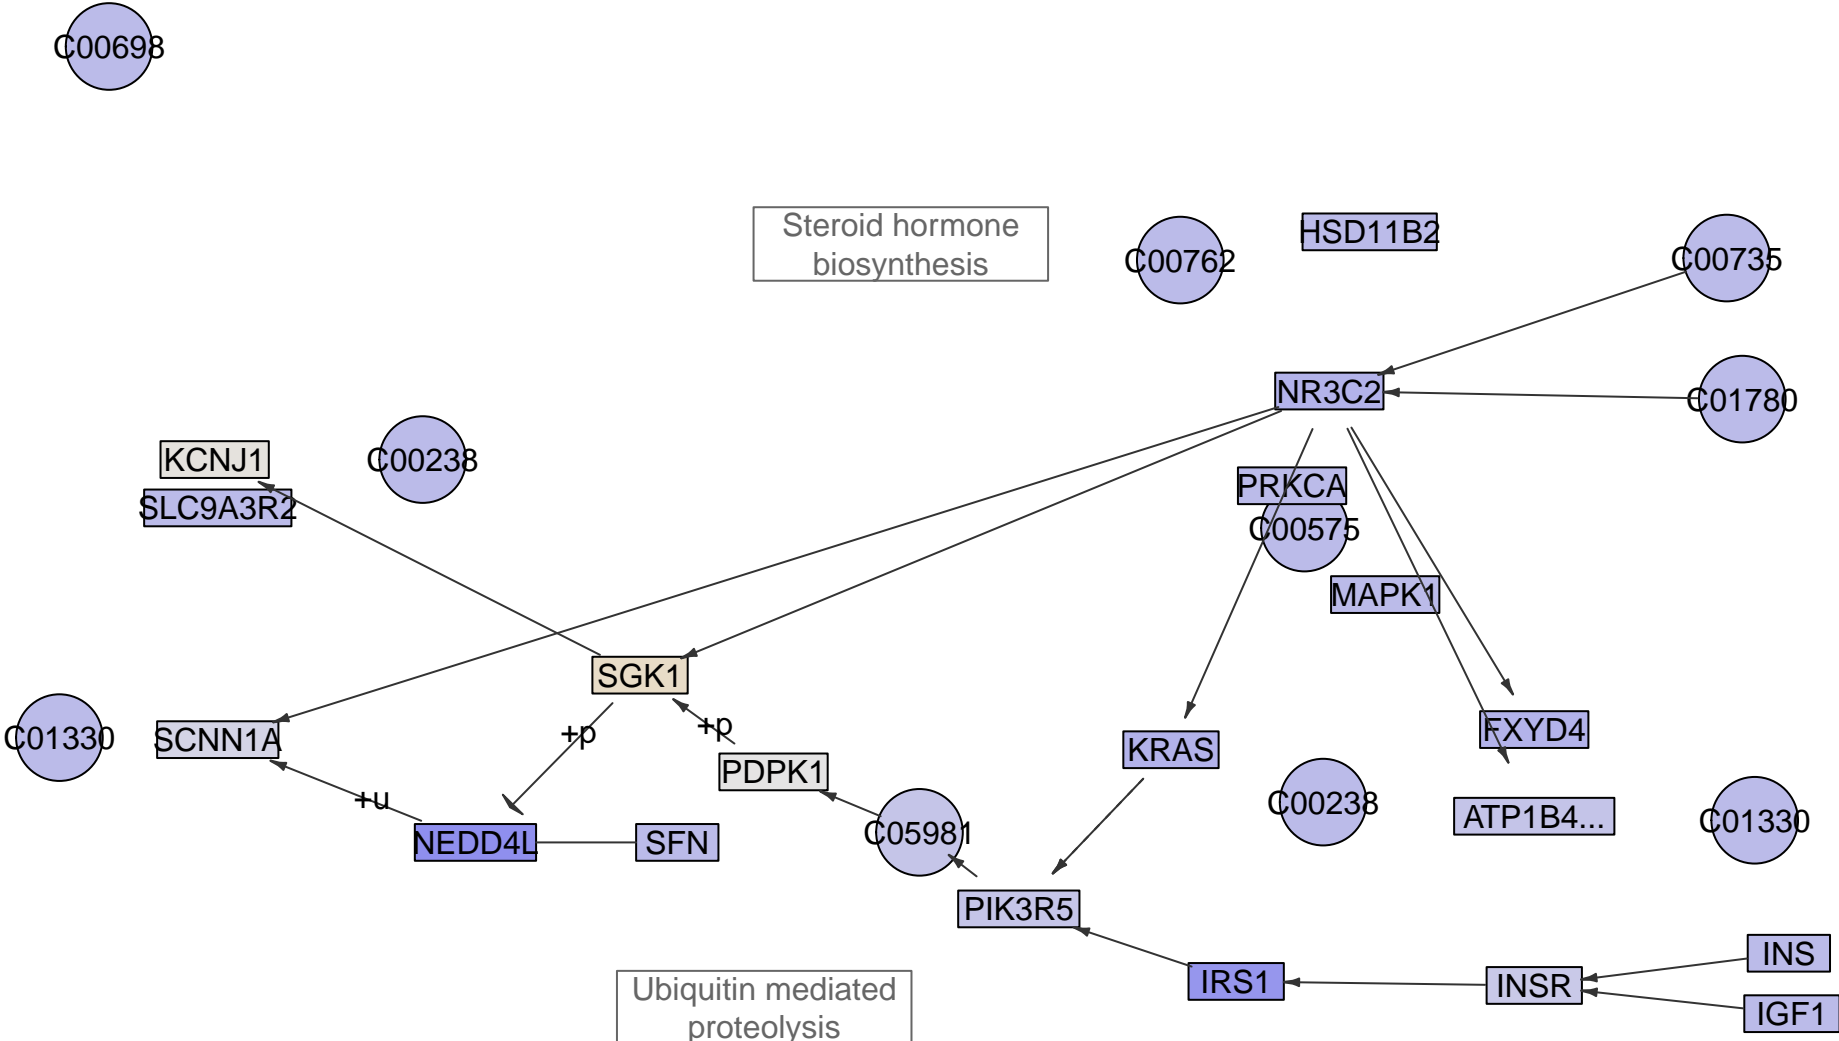 C00698
Steroid hormone
biosynthesis
C00762
HSD11B2
C00735
NR3C2
C01780
KCNJ1
C00238
SLC9A3R2
PRKCA
C00575
MAPK1
SGK1
C01330
SCNN1A
+p
+p
KRAS
FXYD4
PDPK1
+u
C00238
ATP1B4...
C01330
NEDD4L
SFN
C05981
PIK3R5
INS
IRS1
INSR
IGF1
Ubiquitin mediated
proteolysis